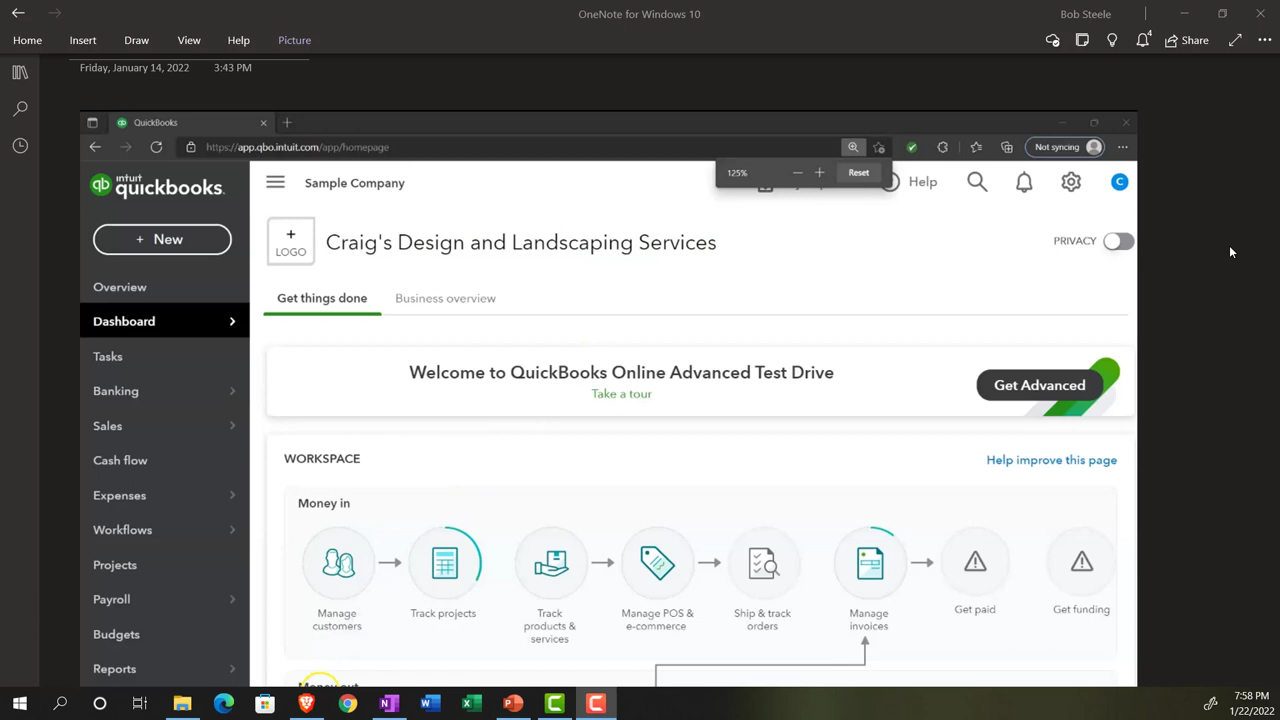 OneNote for Windows 10
Bob Steele
Home Insert Draw View Help Picture
4
Share
Friday, January 14, 2022 3:43 PM
QuickBooks
https://app.qbo.intuit.com/app/homepage
Not syncing
125%
Reset
intuit
quickbooks.
Sample Company
Help
C
+ New
+
LOGO
Craig's Design and Landscaping Services
PRIVACY
Get things done
Business overview
Overview
Dashboard
Tasks
Banking
Sales
Cash flow
Expenses
Workflows
Projects
Payroll
Budgets
Reports
Welcome to QuickBooks Online Advanced Test Drive
Take a tour
Get Advanced
WORKSPACE
Help improve this page
Money in
Manage
customers
Track projects
Track
products &
services
Manage POS &
e-commerce
Ship & track
orders
Manage
invoices
Get paid
Get funding
Money out
7:58 PM
1/22/2022